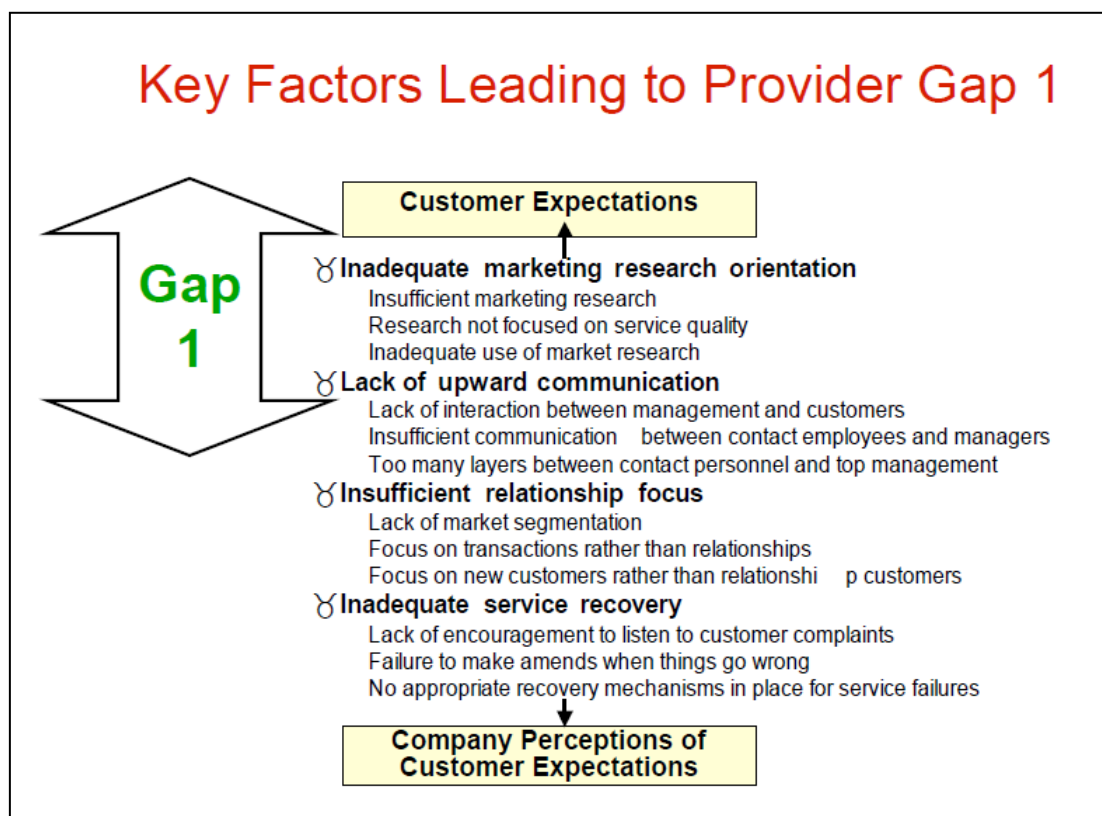 Key Factors Leading to Provider Gap 1
Customer Expectations
Gap
1
♉Inadequate marketing research orientation
Insufficient marketing research
Research not focused on service quality
Inadequate use of market research
♉Lack of upward communication
Lack of interaction between management and customers
Insufficient communication between contact employees and managers
Too many layers between contact personnel and top management
♉Insufficient relationship focus
Lack of market segmentation
Focus on transactions rather than relationships
Focus on new customers rather than relationshi p customers
♉Inadequate service recovery
Lack of encouragement to listen to customer complaints
Failure to make amends when things go wrong
No appropriate recovery mechanisms in place for service failures
Company Perceptions of
Customer Expectations